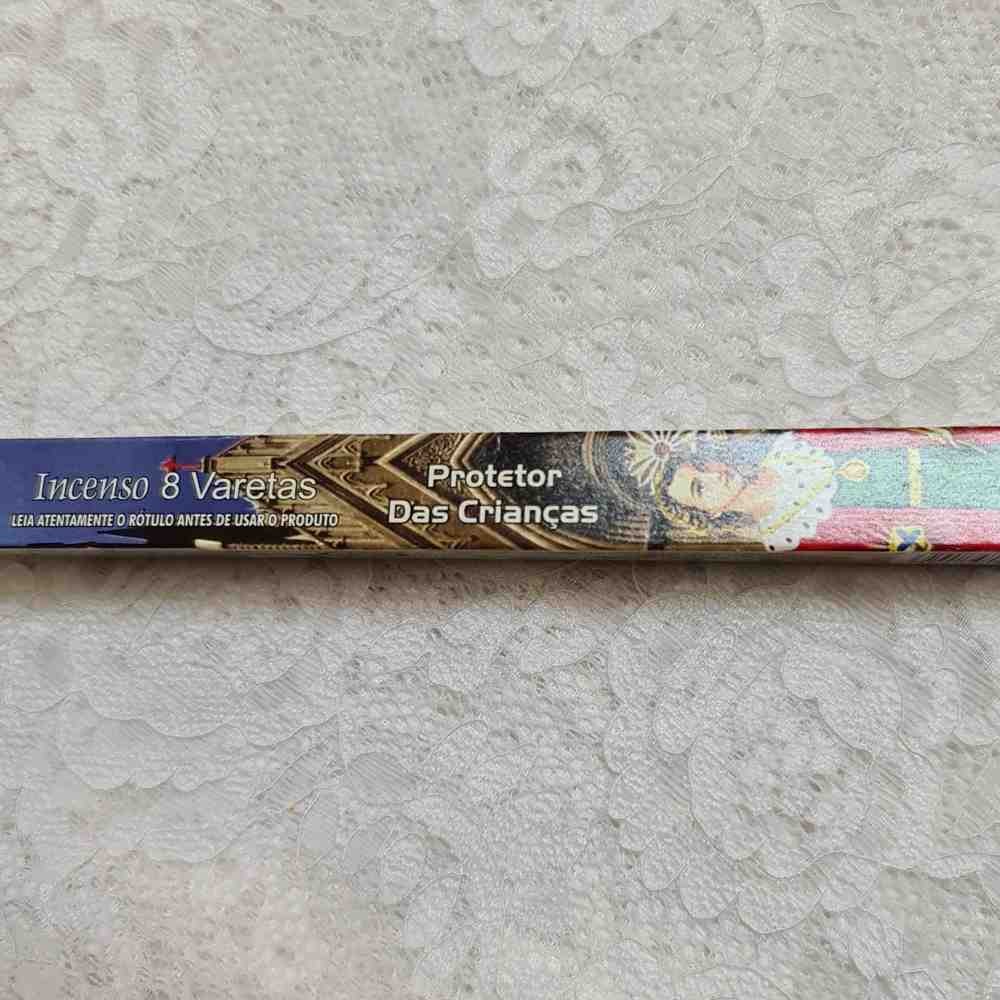 Incenso 8 Varetas
LEIA ATENTAMENTE O RÓTULO ANTES DE USAR O PRODUTO
Protetor
Das Crianças